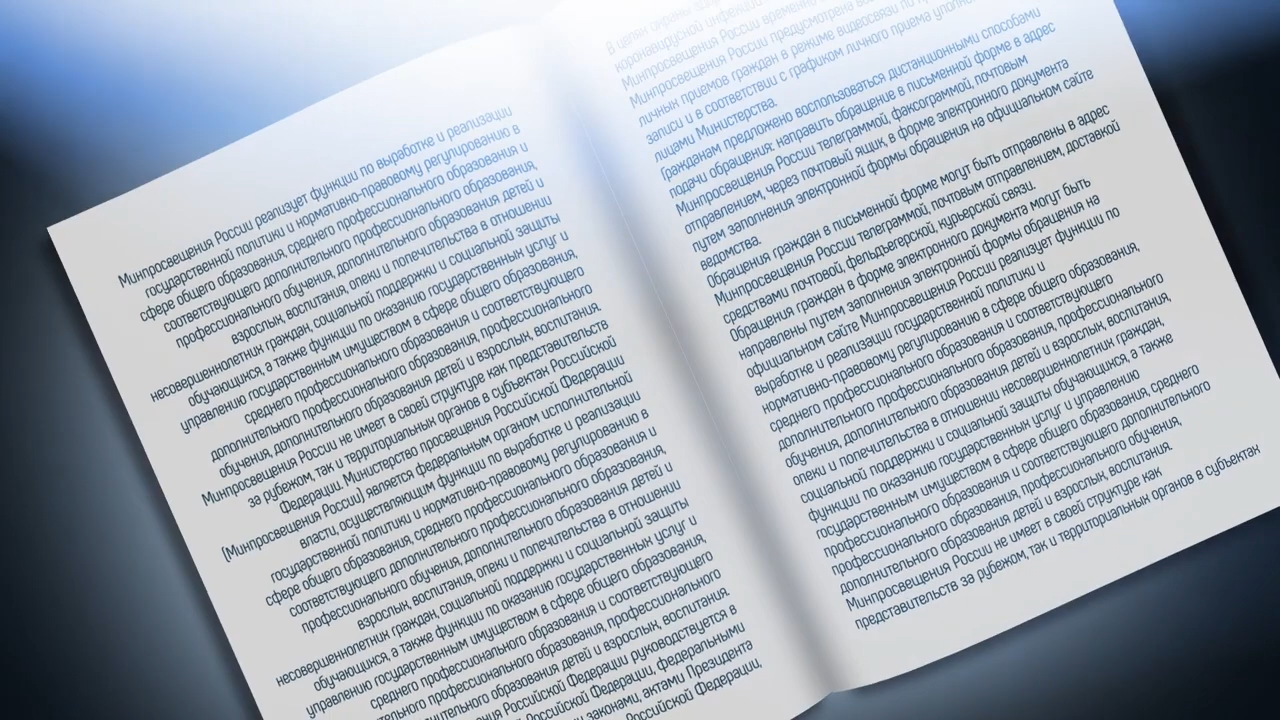 Минпросвещения России реализует функции по выработке и реализации
государственной политики и нормативно-правовому регулированию в
сфере общего образования, среднего профессионального образования и
соответствующего дополнительного профессионального образования,
профессионального обучения, дополнительного образования детей и
взрослых, воспитания, опеки и попечительства в отношении
несовершеннолетних граждан, социальной поддержки и социальной защиты
обучающихся, а также функции по оказанию государственных услуг и
управлению государственным имуществом в сфере общего образования,
среднего профессионального образования и соответствующего
дополнительного профессионального образования, профессионального
обучения, дополнительного образования детей и взрослых, воспитания.
Минпросвещения России не имеет в своей структуре как представительств
за рубежом, так и территориальных органов в субъектах Российской
Федерации. Министерство просвещения Российской Федерации
(Минпросвещения России) является федеральным органом исполнительной
власти, осуществляющим функции по выработке и реализации
государственной политики и нормативно-правовому регулированию в
сфере общего образования, среднего профессионального образования и
соответствующего дополнительного профессионального образования,
профессионального обучения, дополнительного образования детей и
взрослых, воспитания, опеки и попечительства в отношении
несовершеннолетних граждан, социальной поддержки и социальной защиты
обучающихся, а также функции по оказанию государственных услуг и
управлению государственным имуществом в сфере общего образования,
среднего профессионального образования и соответствующего
профессионального образования, профессионального
образования детей и взрослых, воспитания.
Российской Федерации руководствуется в
Российской Федерации, федеральными
законами, актами Президента
Российской Федерации,
В целях
коронавирусной инфекции
Минпросвещения России временно
Минпросвещения России предусмотрена
личных приемов граждан в режиме видеосвязи по
записи и в соответствии с графиком личного приема
лицами Министерства.
Гражданам предложено воспользоваться дистанционными способами
подачи обращения: направить обращение в письменной форме в адрес
Минпросвещения России телеграммой, факсограммой, почтовым
отправлением, через почтовый ящик, в форме электронного документа
путем заполнения электронной формы обращения на официальном сайте
ведомства.
Обращения граждан в письменной форме могут быть отправлены в адрес
Минпросвещения России телеграммой, почтовым отправлением, доставкой
средствами почтовой, фельдъегерской, курьерской связи.
Обращения граждан в форме электронного документа могут быть
направлены путем заполнения электронной формы обращения на
официальном сайте Минпросвещения России реализует функции по
выработке и реализации государственной политики и
нормативно-правовому регулированию в сфере общего образования,
среднего профессионального образования и соответствующего
дополнительного профессионального образования, профессионального
обучения, дополнительного образования детей и взрослых, воспитания,
опеки и попечительства в отношении несовершеннолетних граждан,
социальной поддержки и социальной защиты обучающихся, а также
функции по оказанию государственных услуг и управлению
государственным имуществом в сфере общего образования, среднего
профессионального образования и соответствующего дополнительного
профессионального образования, профессионального обучения,
дополнительного образования детей и взрослых, воспитания.
Минпросвещения России не имеет в своей структуре как
представительств за рубежом, так и территориальных органов в субъектах